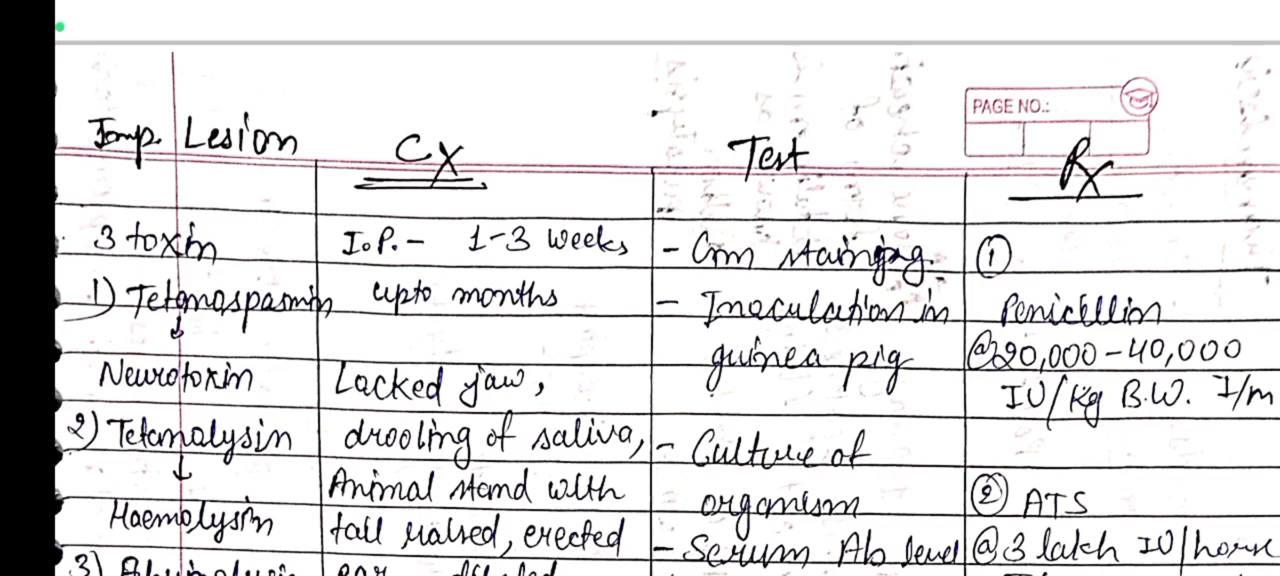 PAGE NO.:
Imp. Lesion
CX
Test
RX
3 toxin
1) Tetanospasmin
↓
Neurotoxin
2) Tetanolysin
↓
Haemolysin
3)
I.P. - 1-3 weeks
upto months
Locked jaw,
drooling of saliva,
Animal stand with
tail raised, erected
ear
- Gm staining.
- Inoculation in
guinea pig
- Culture of
organism
- Serum Ab level
①
Penicillin
@ 20,000-40,000
IU/Kg B.W. I/m
② ATS
@ 3 lakh IU/horse